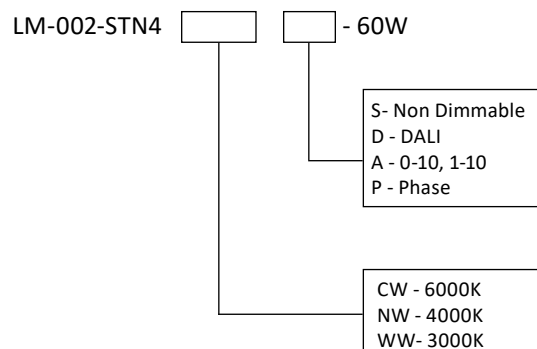 LM-002-STN4 - 60W
S- Non Dimmable
D - DALI
A - 0-10, 1-10
P - Phase
CW - 6000K
NW - 4000K
WW- 3000K